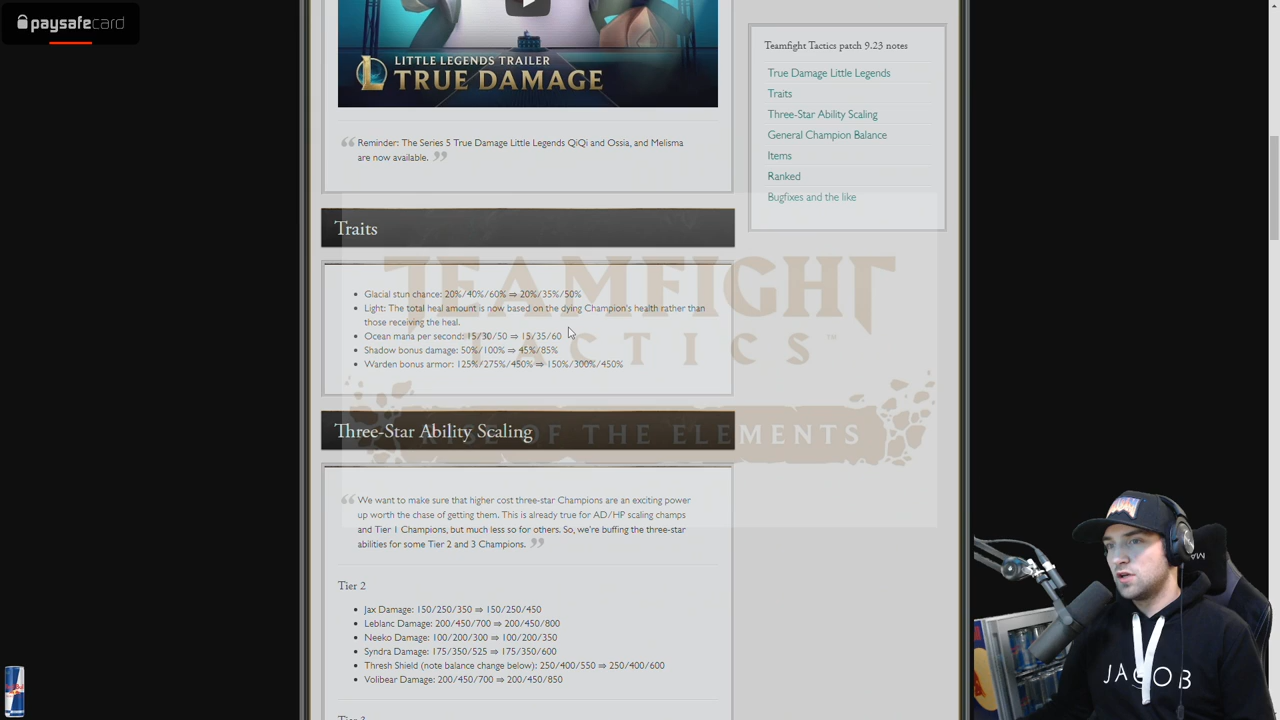 paysafecard
LITTLE LEGENDS TRAILER
TRUE DAMAGE
Reminder: The Series 5 True Damage Little Legends QiQi and Ossia, and Melisma
are now available.
Teamfight Tactics patch 9.23 notes
True Damage Little Legends
Traits
Three-Star Ability Scaling
General Champion Balance
Items
Ranked
Bugfixes and the like
Traits
TEAMFIGHT
TACTICS™
RISE OF THE ELEMENTS
Glacial stun chance: 20%/40%/60% ⇒ 20%/35%/50%
Light: The total heal amount is now based on the dying Champion's health rather than
those receiving the heal.
Ocean mana per second: 15/30/50 ⇒ 15/35/60
Shadow bonus damage: 50%/100% ⇒ 45%/85%
Warden bonus armor: 125%/275%/450% ⇒ 150%/300%/450%
Three-Star Ability Scaling
We want to make sure that higher cost three-star Champions are an exciting power
up worth the chase of getting them. This is already true for AD/HP scaling champs
and Tier 1 Champions, but much less so for others. So, we're buffing the three-star
abilities for some Tier 2 and 3 Champions.
Tier 2
Jax Damage: 150/250/350 ⇒ 150/250/450
Leblanc Damage: 200/450/700 ⇒ 200/450/800
Neeko Damage: 100/200/300 ⇒ 100/200/350
Syndra Damage: 175/350/525 ⇒ 175/350/600
Thresh Shield (note balance change below): 250/400/550 ⇒ 250/400/600
Volibear Damage: 200/450/700 ⇒ 200/450/850
Tier 3
JACOB